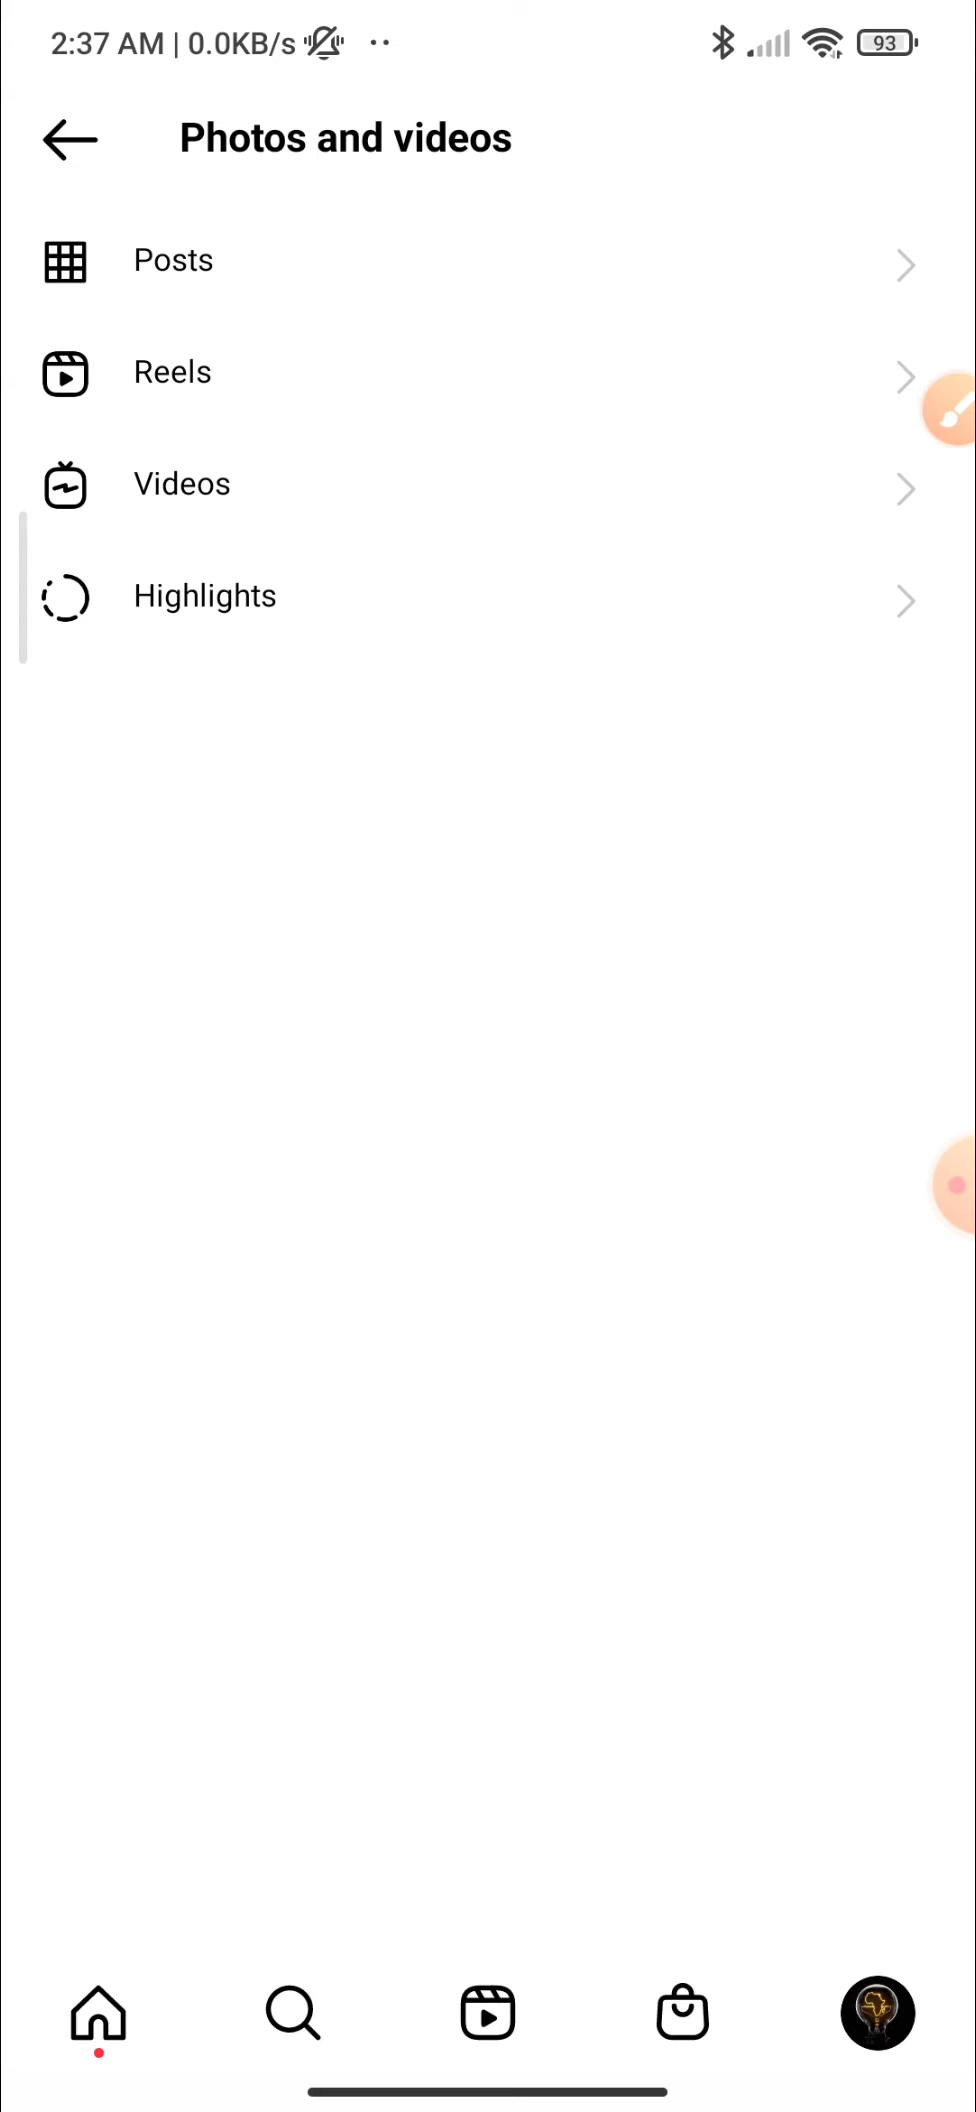 2:37 AM | 0.0KB/s
93
Photos and videos
Posts
Reels
Videos
Highlights